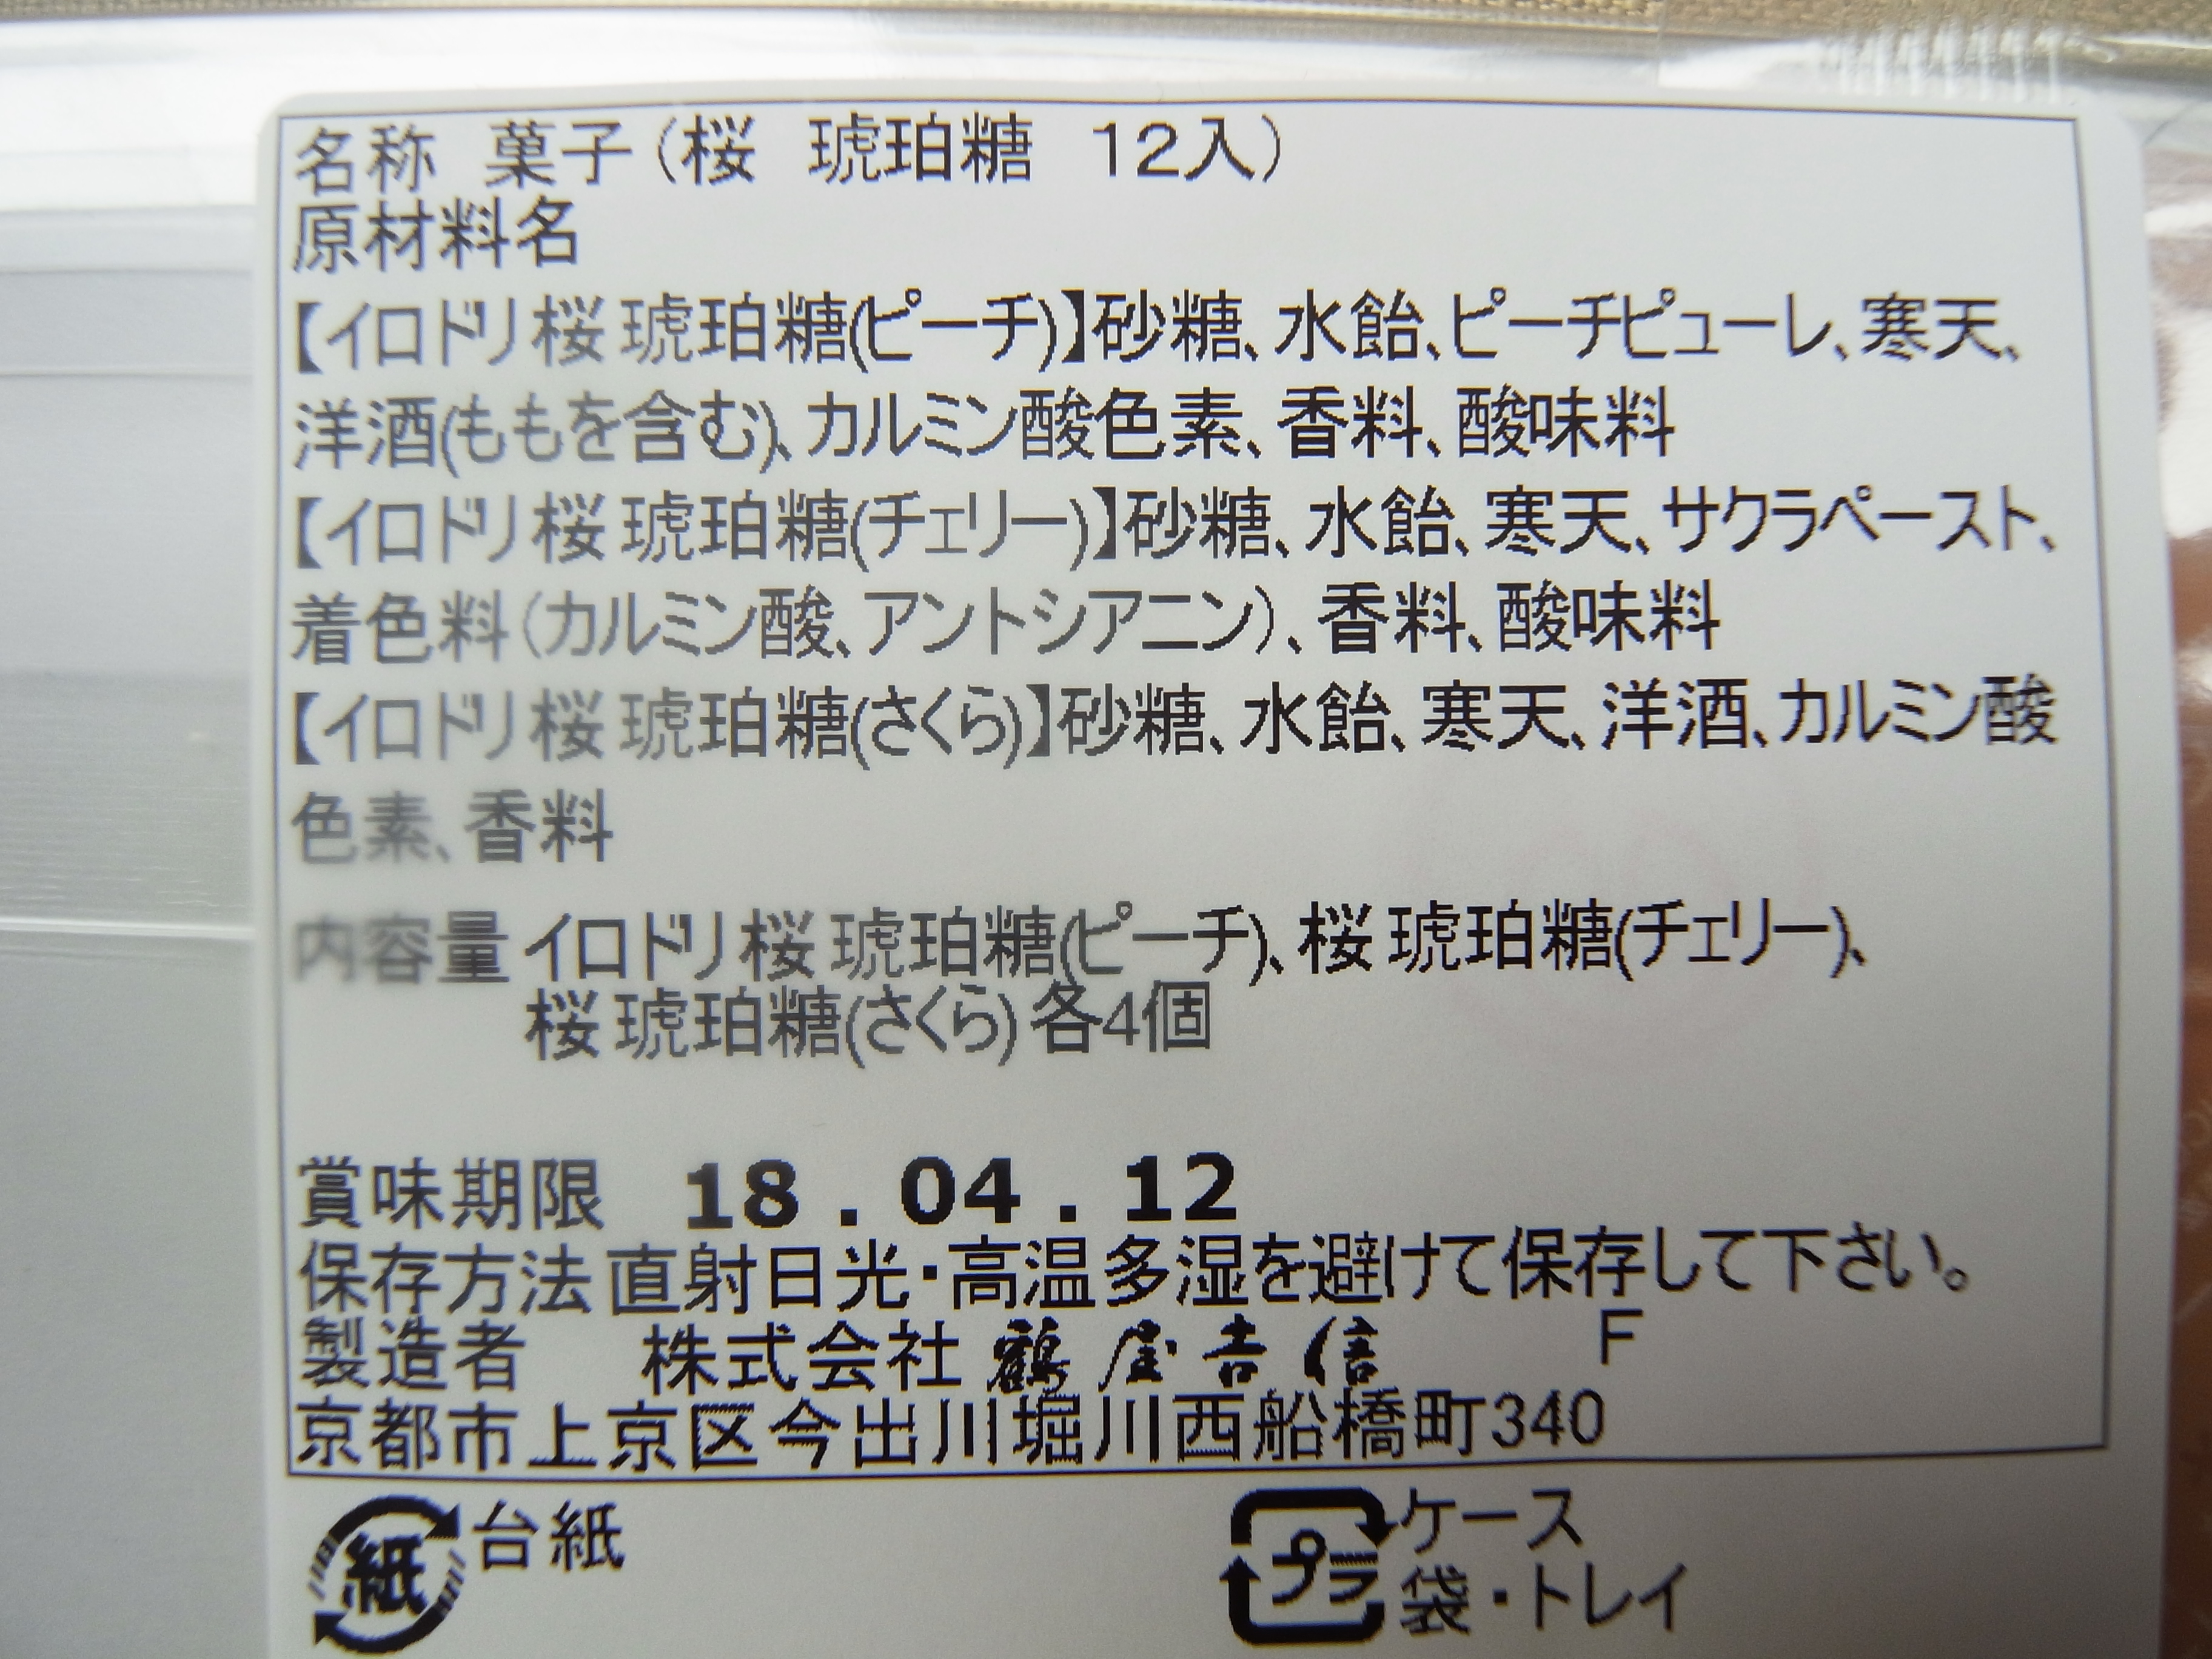 名称 菓子(桜 琥珀糖 12入)
原材料名
【イロドリ桜琥珀糖(ピーチ)】砂糖、水飴、ピーチピューレ、寒天、
洋酒(ももを含む)、カルミン酸色素、香料、酸味料
【イロドリ桜琥珀糖(チェリー)】砂糖、水飴、寒天、サクラペースト、
着色料(カルミン酸、アントシアニン)、香料、酸味料
【イロドリ桜琥珀糖(さくら)】砂糖、水飴、寒天、洋酒、カルミン酸
色素、香料
内容量 イロドリ桜琥珀糖(ピーチ)、桜琥珀糖(チェリー)、
桜琥珀糖(さくら)各4個
賞味期限 18.04.12
保存方法 直射日光・高温多湿を避けて保存して下さい。
製造者 株式会社 鶴屋吉信 F
京都市上京区今出川堀川西船橋町340
紙 台紙
プラ ケース
袋・トレイ